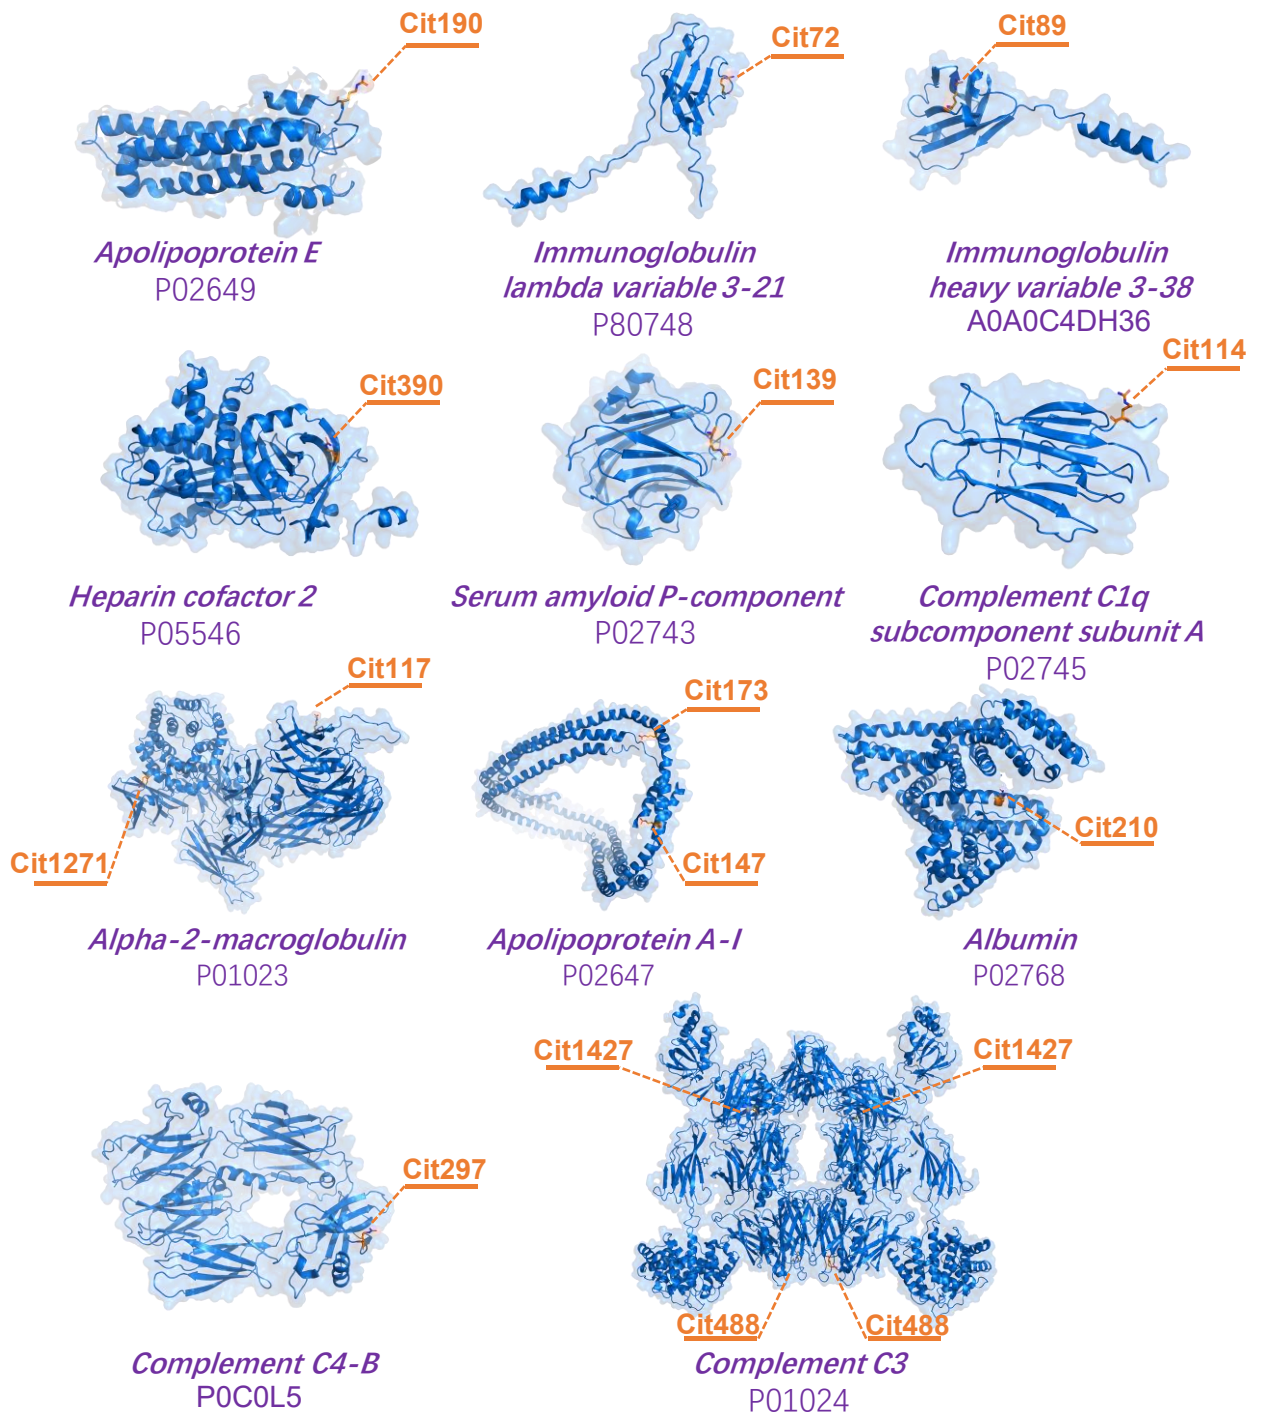 Cit190
Cit72
Cit89
Apolipoprotein E
P02649
Immunoglobulin
lambda variable 3-21
P80748
Immunoglobulin
heavy variable 3-38
A0A0C4DH36
Cit390
Cit139
Cit114
Heparin cofactor 2
P05546
Serum amyloid P-component
P02743
Complement C1q
subcomponent subunit A
P02745
Cit117
Cit1271
Cit173
Cit147
Cit210
Alpha-2-macroglobulin
P01023
Apolipoprotein A-I
P02647
Albumin
P02768
Cit297
Cit1427
Cit1427
Cit488
Cit488
Complement C4-B
P0C0L5
Complement C3
P01024